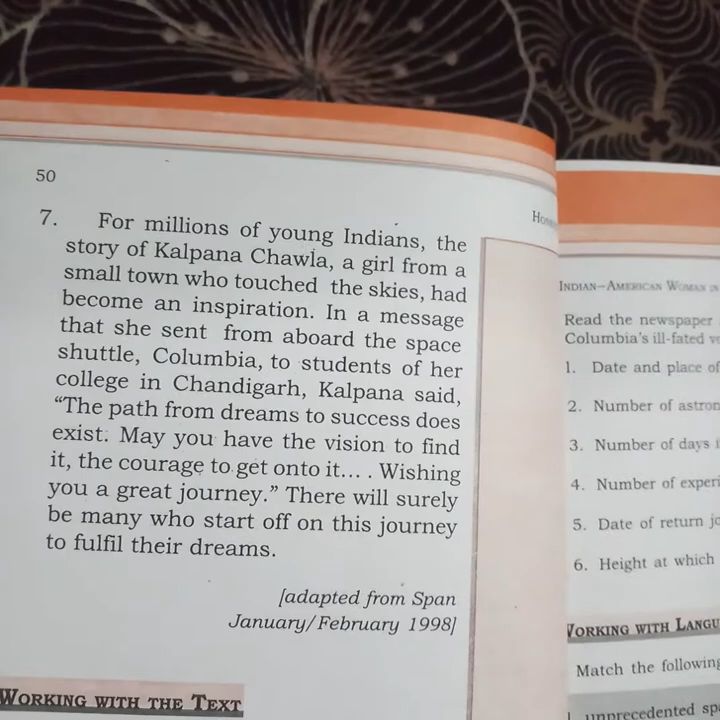 50
7. For millions of young Indians, the
story of Kalpana Chawla, a girl from a
small town who touched the skies, had
become an inspiration. In a message
that she sent from aboard the space
shuttle, Columbia, to students of her
college in Chandigarh, Kalpana said,
“The path from dreams to success does
exist. May you have the vision to find
it, the courage to get onto it... . Wishing
you a great journey.” There will surely
be many who start off on this journey
to fulfil their dreams.
[adapted from Span
January/February 1998]
WORKING WITH THE TEXT
INDIAN–AMERICAN WOMAN IN
Read the newspaper
Columbia's ill-fated
1. Date and place of
2. Number of
3. Number of days
4. Number of
5. Date of return
6. Height at which
WORKING WITH
Match the following
unprecedented